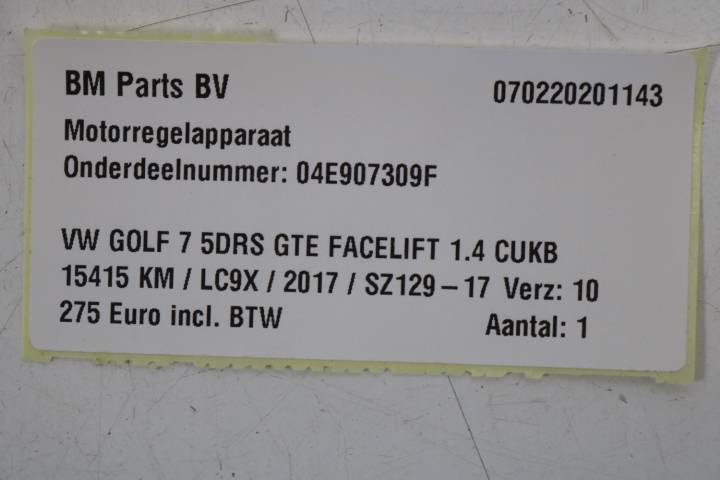 BM Parts BV 070220201143
Motorregelapparaat
Onderdeelnummer: 04E907309F
VW GOLF 7 5DRS GTE FACELIFT 1.4 CUKB
15415 KM / LC9X / 2017 / SZ129-17 Verz: 10
275 Euro incl. BTW Aantal: 1